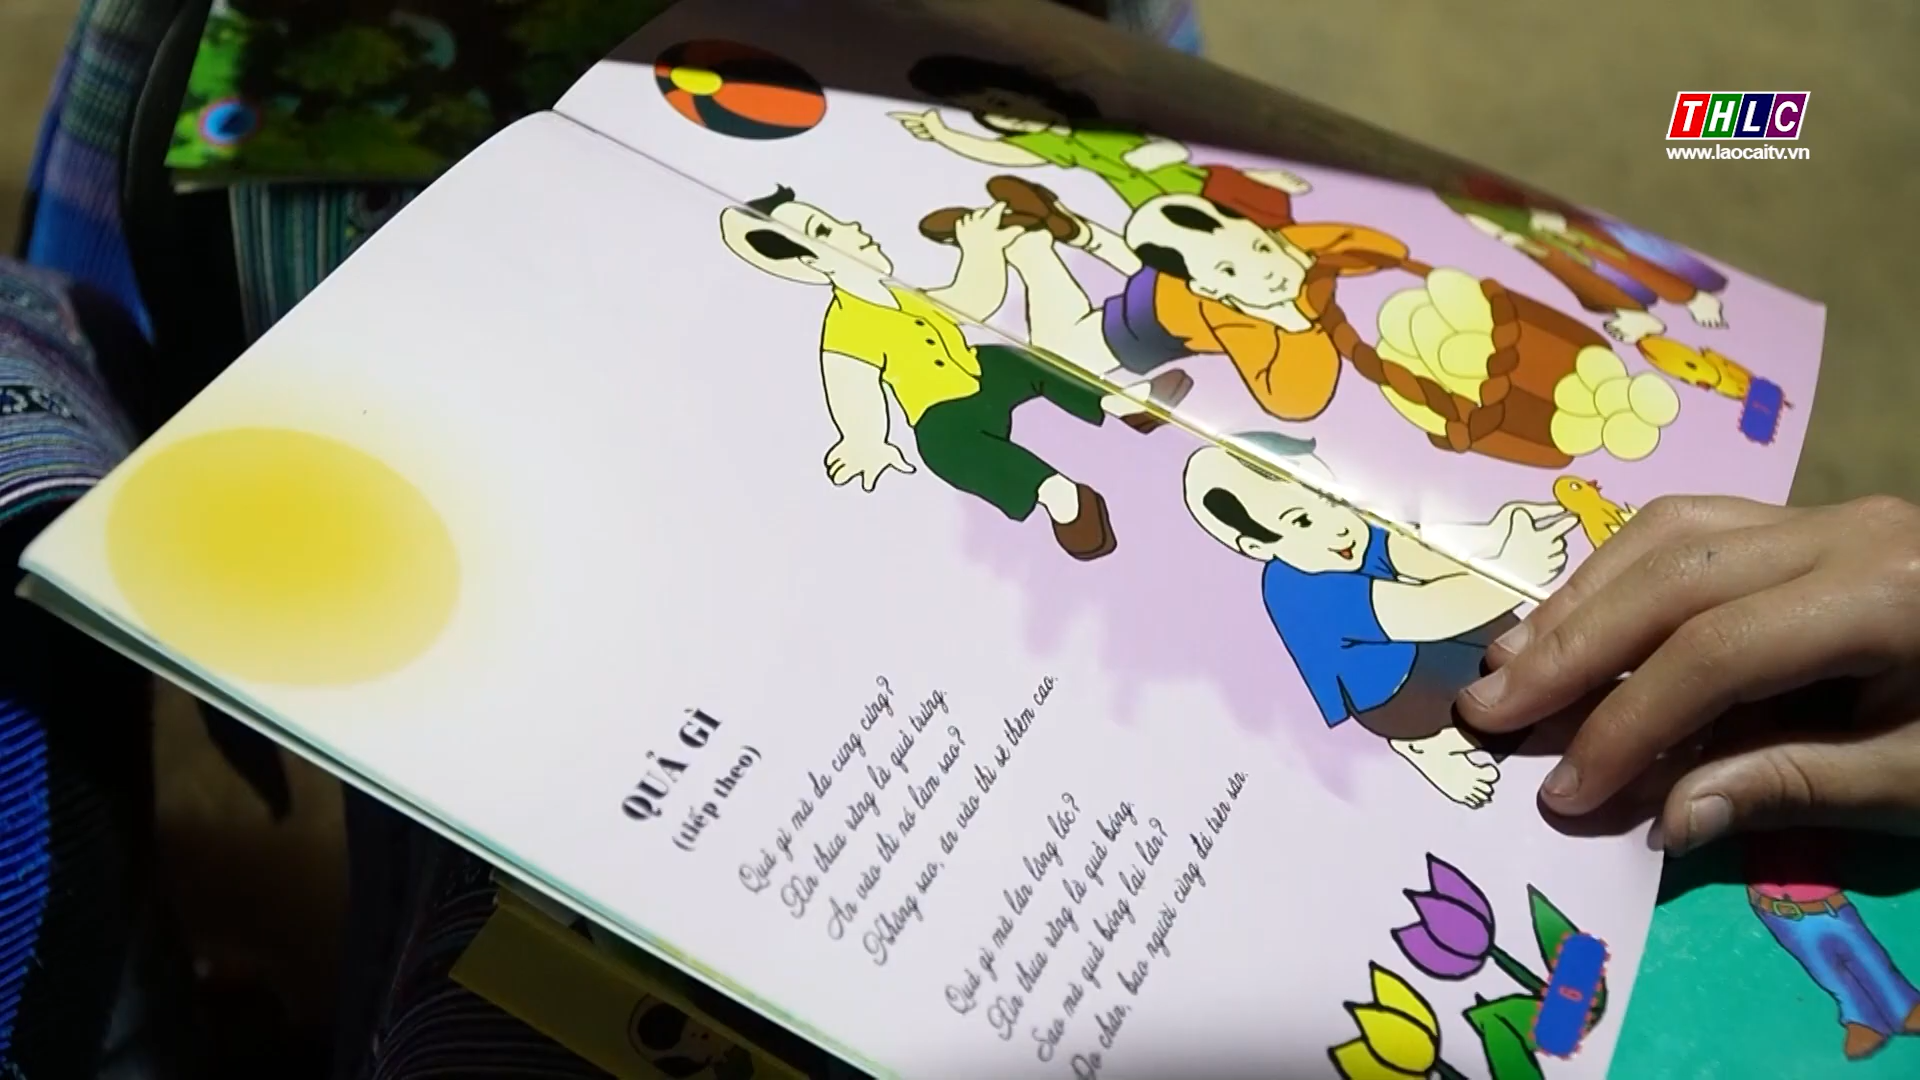 THLC
www.laocaitv.vn
QUẢ GÌ
(tiếp theo)
Quả gì mà da cưng cứng?
Xin thưa rằng là quả trứng.
Ăn vào thì nó làm sao?
Không sao, ăn vào thì sẽ thêm cao.
Quả gì mà lăn lông lốc?
Xin thưa rằng là quả bóng.
Sao mà quả bóng lại lăn?
Do chân, bao người cùng đá trên sân.
6
7